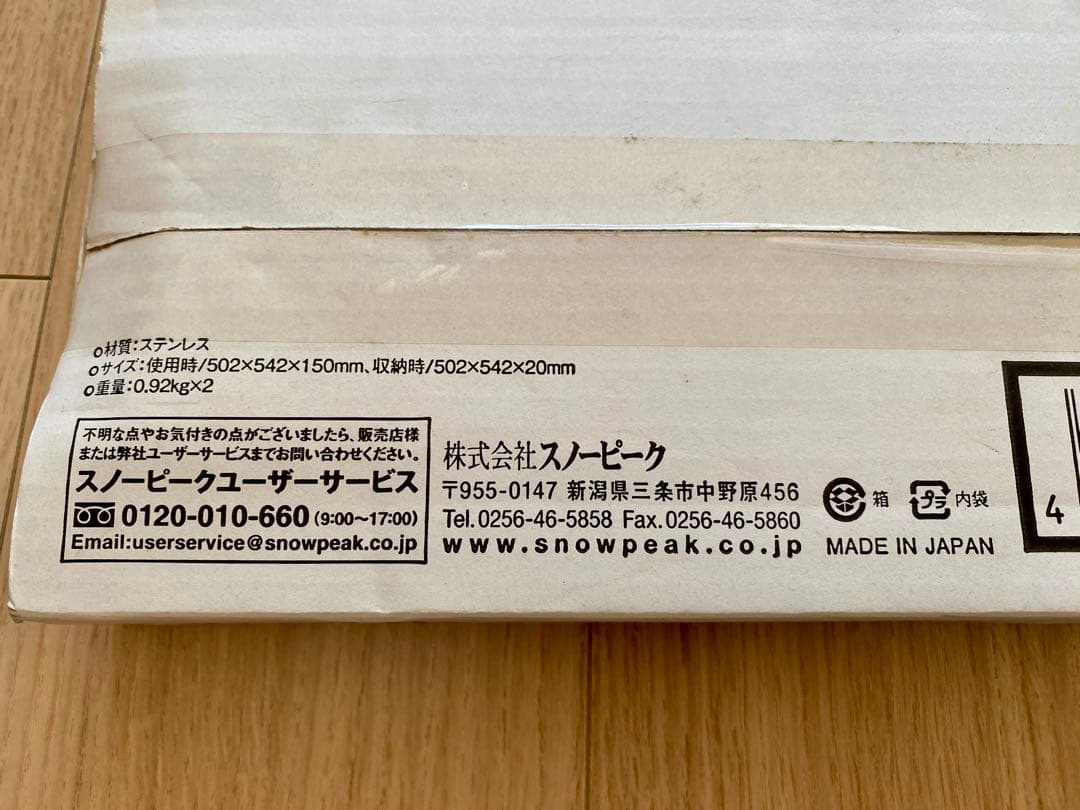 ○材質:ステンレス
○サイズ:使用時/502×542×150mm、収納時/502×542×20mm
○重量:0.92kg×2
不明な点やお気付きの点がございましたら、販売店様
または弊社ユーザーサービスまでお問い合わせください。
スノーピークユーザーサービス
0120-010-660(9:00〜17:00)
Email:userservice@snowpeak.co.jp
株式会社スノーピーク
〒955-0147 新潟県三条市中野原456
Tel.0256-46-5858 Fax.0256-46-5860
www.snowpeak.co.jp
箱
プラ 内袋
MADE IN JAPAN
4